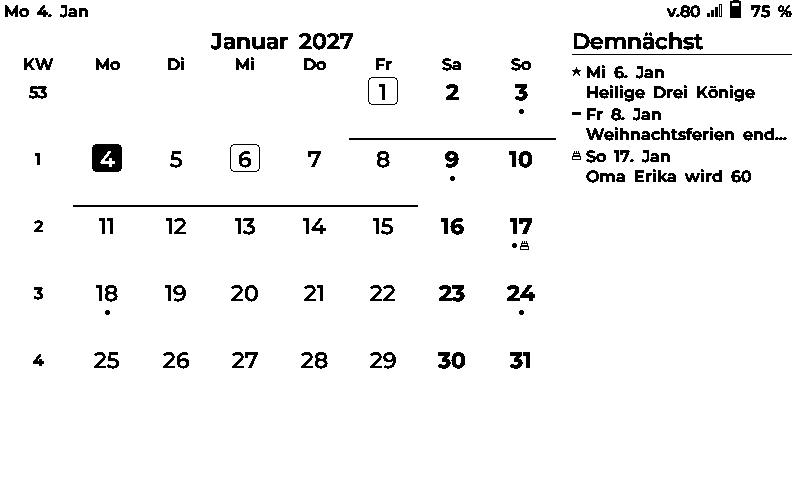 Mo 4. Jan
v.80 75 %
Januar 2027
KW Mo Di Mi Do Fr Sa So
53 1 2 3
1 4 5 6 7 8 9 10
2 11 12 13 14 15 16 17
3 18 19 20 21 22 23 24
4 25 26 27 28 29 30 31
Demnächst
Mi 6. Jan
Heilige Drei Könige
Fr 8. Jan
Weihnachtsferien end...
So 17. Jan
Oma Erika wird 60